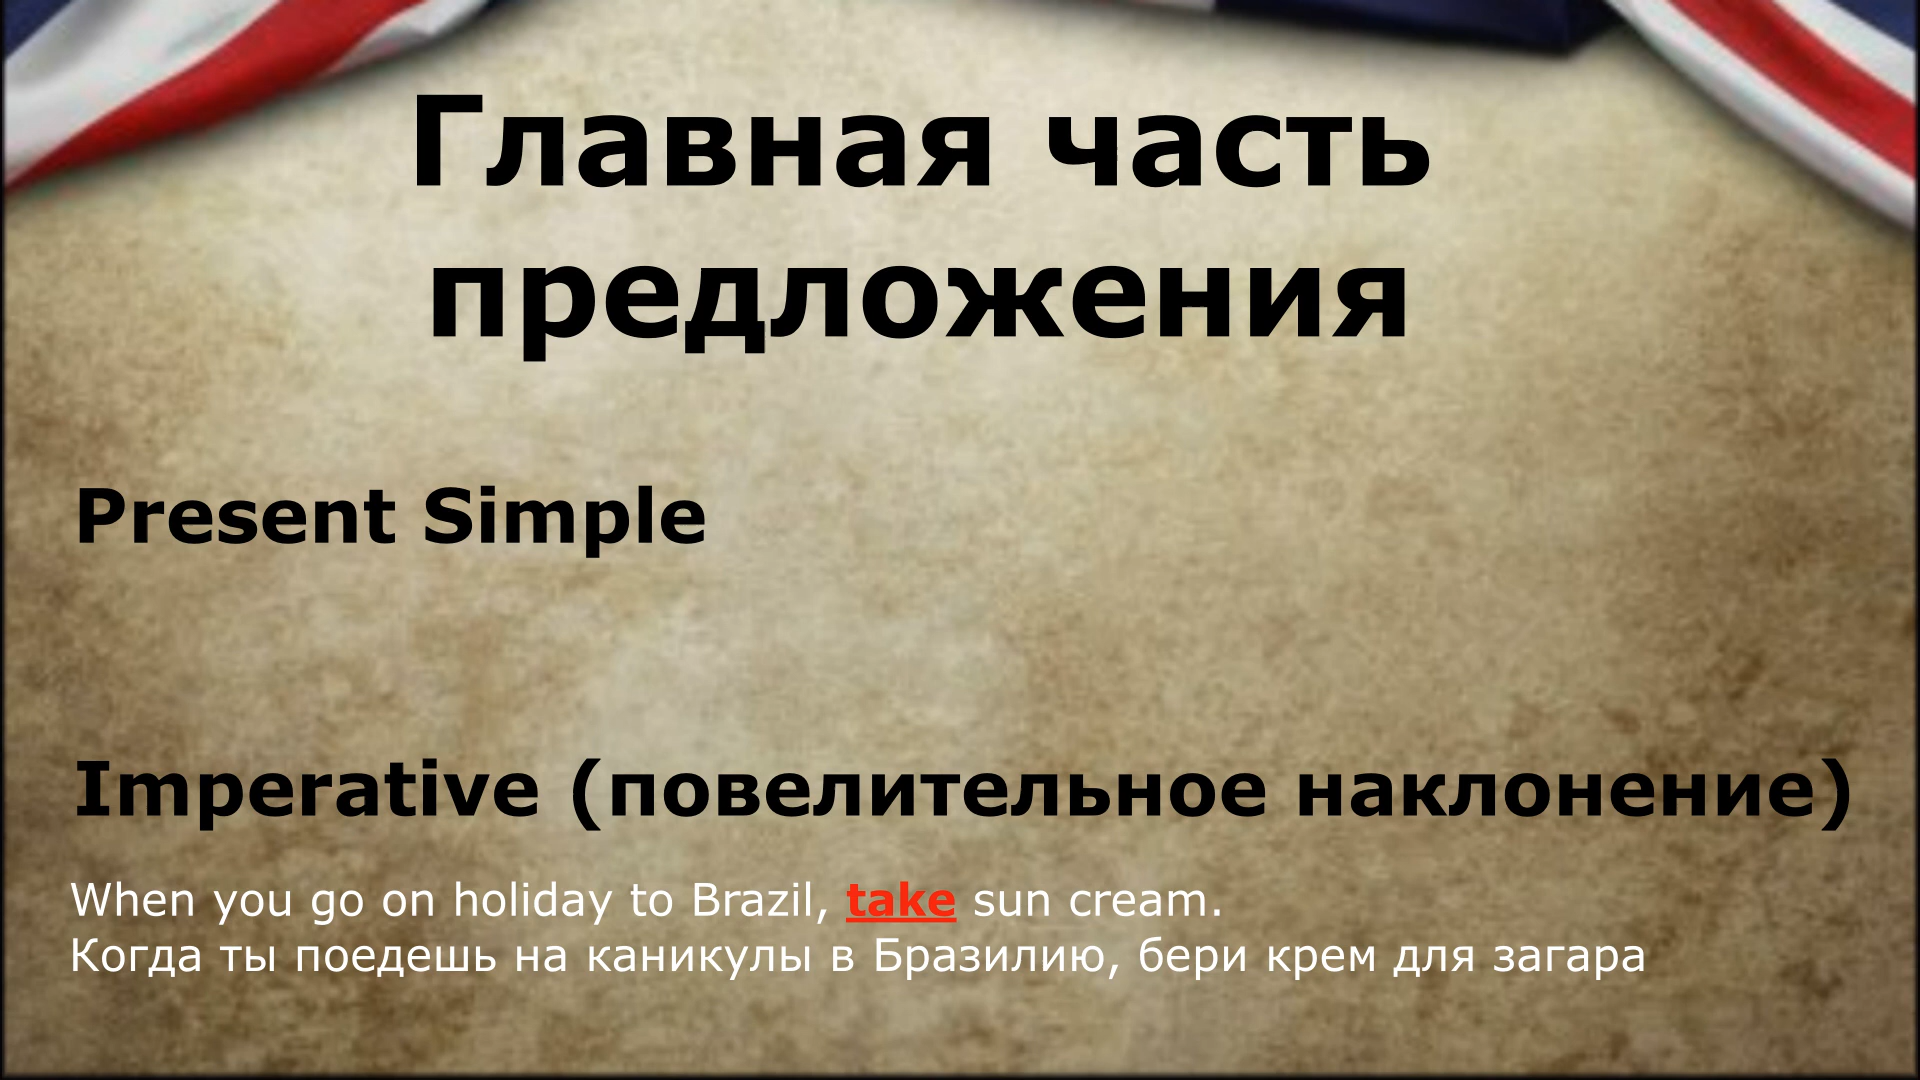 Главная часть
предложения
Present Simple
Imperative (повелительное наклонение)
When you go on holiday to Brazil, take sun cream.
Когда ты поедешь на каникулы в Бразилию, бери крем для загара